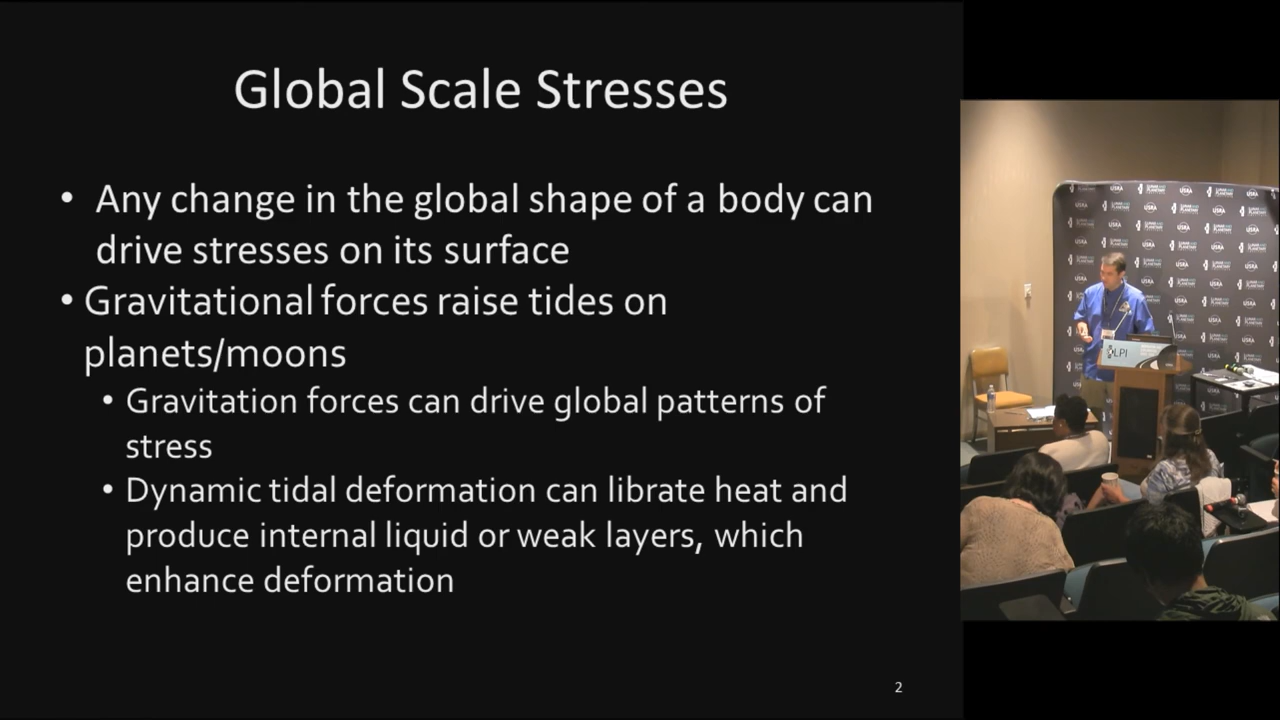 Global Scale Stresses
• Any change in the global shape of a body can
drive stresses on its surface
• Gravitational forces raise tides on
planets/moons
• Gravitation forces can drive global patterns of
stress
• Dynamic tidal deformation can librate heat and
produce internal liquid or weak layers, which
enhance deformation
2
LPI
USRA